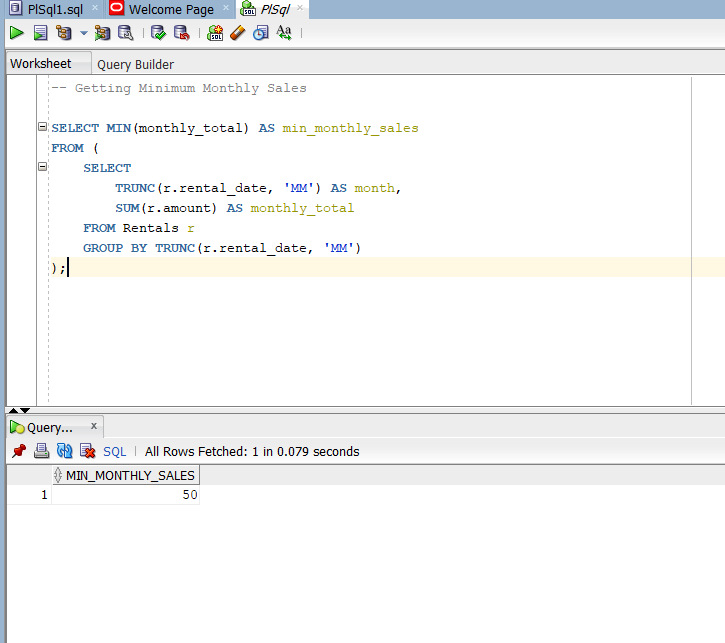 PlSql1.sql × Welcome Page × PlSql ×
Worksheet Query Builder
-- Getting Minimum Monthly Sales
SELECT MIN(monthly_total) AS min_monthly_sales
FROM (
SELECT
TRUNC(r.rental_date, 'MM') AS month,
SUM(r.amount) AS monthly_total
FROM Rentals r
GROUP BY TRUNC(r.rental_date, 'MM')
);
Query... x
SQL | All Rows Fetched: 1 in 0.079 seconds
MIN_MONTHLY_SALES
1 50